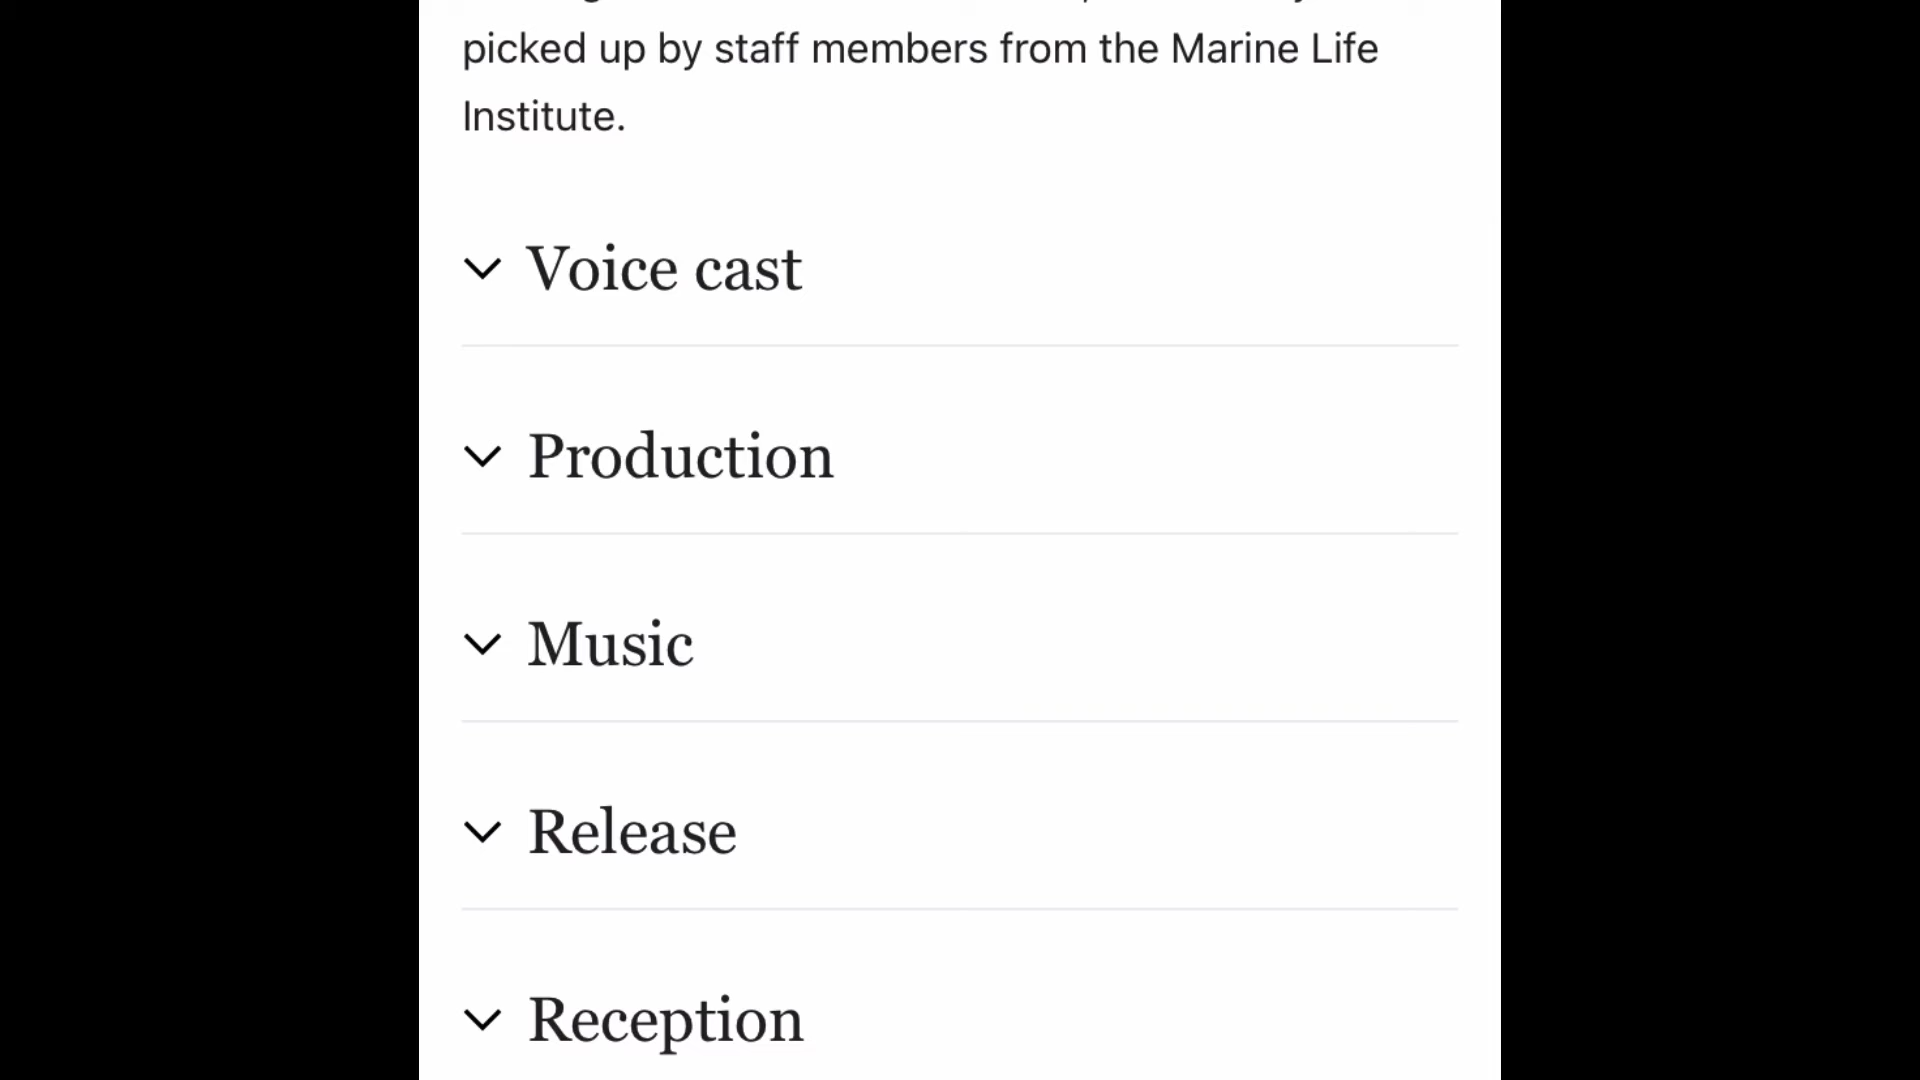 picked up by staff members from the Marine Life
Institute.
Voice cast
Production
Music
Release
Reception